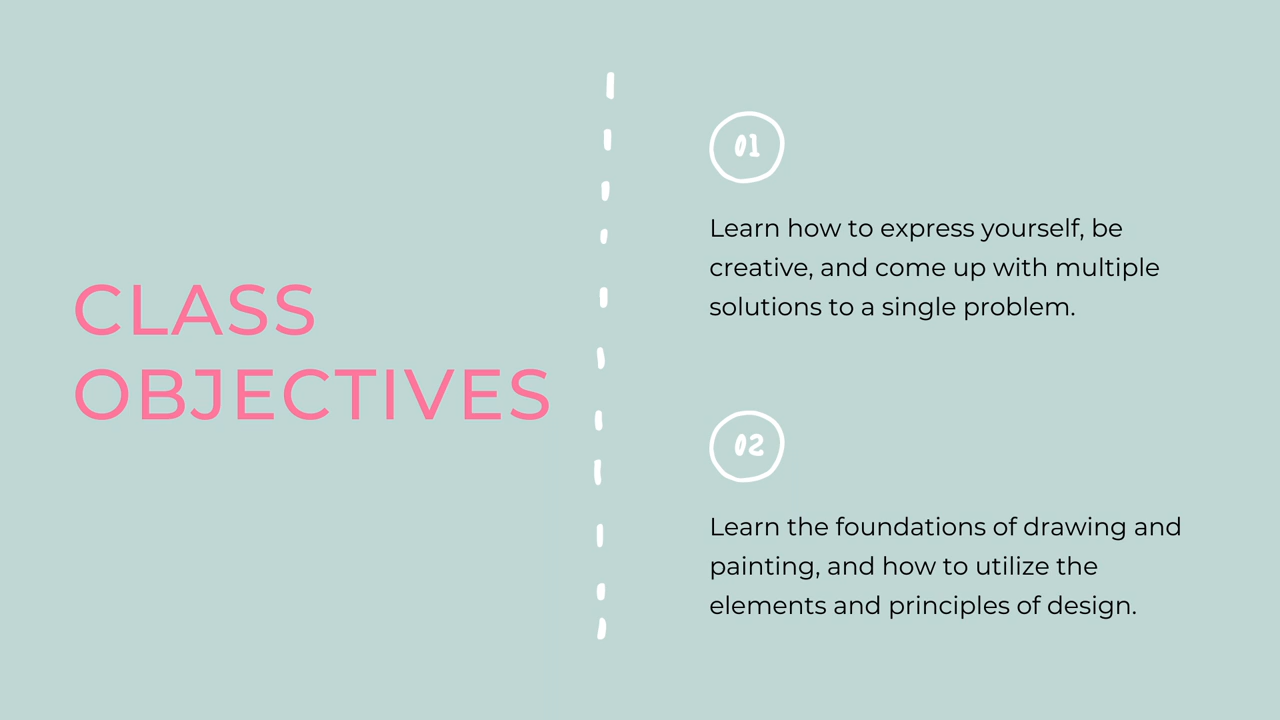 CLASS
OBJECTIVES
01
Learn how to express yourself, be
creative, and come up with multiple
solutions to a single problem.
02
Learn the foundations of drawing and
painting, and how to utilize the
elements and principles of design.